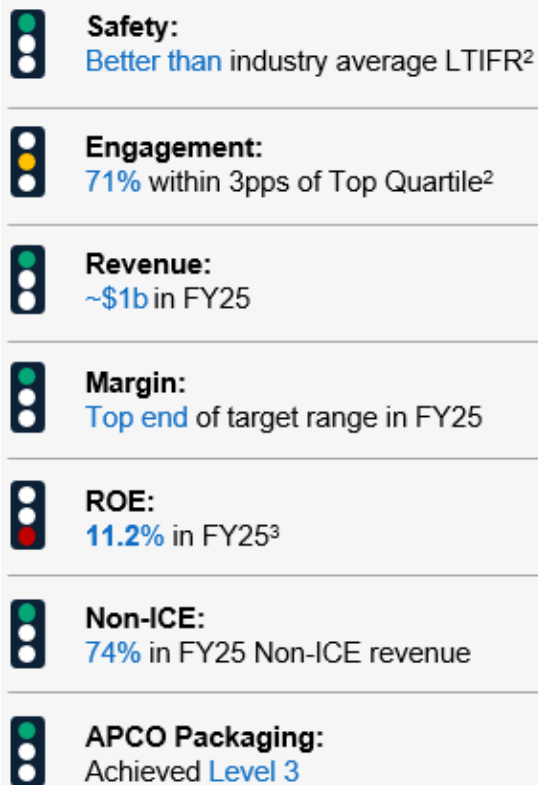 Safety:
Better than industry average LTIFR²
Engagement:
71% within 3pps of Top Quartile²
Revenue:
~$1b in FY25
Margin:
Top end of target range in FY25
ROE:
11.2% in FY25³
Non-ICE:
74% in FY25 Non-ICE revenue
APCO Packaging:
Achieved Level 3